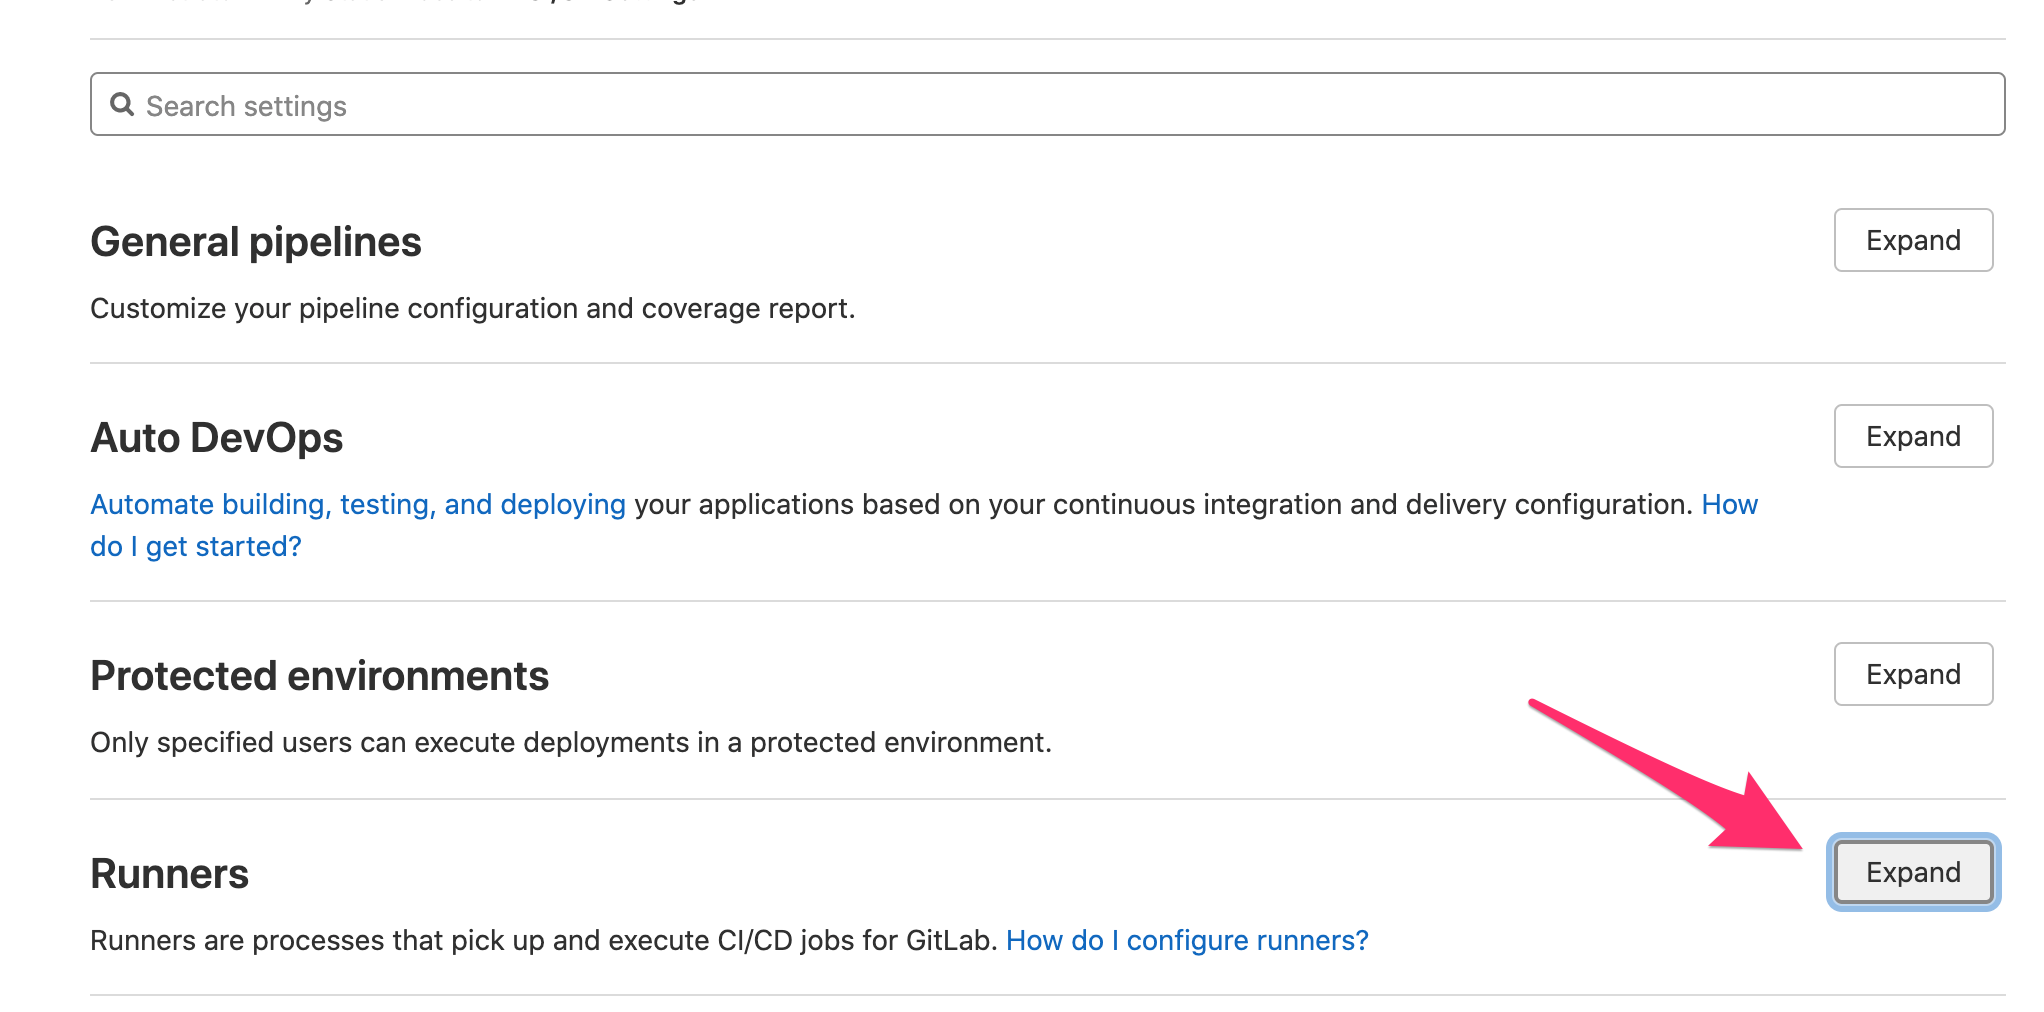 Search settings
General pipelines
Expand
Customize your pipeline configuration and coverage report.
Auto DevOps
Expand
Automate building, testing, and deploying your applications based on your continuous integration and delivery configuration. How
do I get started?
Protected environments
Expand
Only specified users can execute deployments in a protected environment.
Runners
Expand
Runners are processes that pick up and execute CI/CD jobs for GitLab. How do I configure runners?